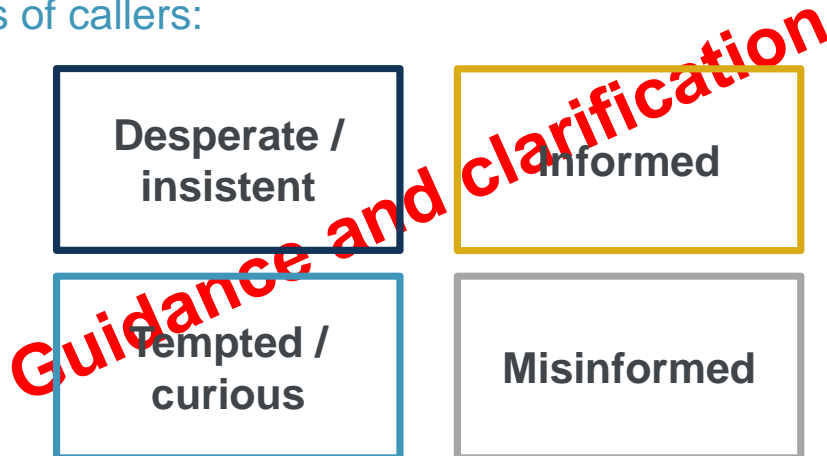 s of callers:
Desperate /
insistent
Informed
Tempted /
curious
Misinformed
Guidance and clarification